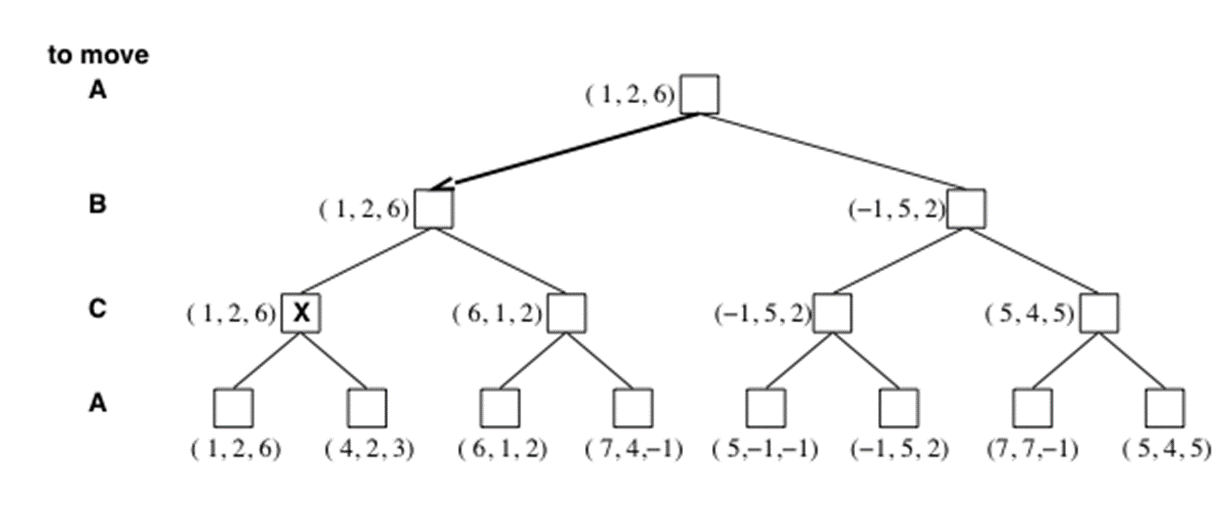 to move
A
( 1, 2, 6)
B
( 1, 2, 6)
(−1, 5, 2)
C
( 1, 2, 6) X
( 6, 1, 2)
(−1, 5, 2)
( 5, 4, 5)
A
( 1, 2, 6)
( 4, 2, 3)
( 6, 1, 2)
( 7, 4,−1)
( 5,−1,−1)
(−1, 5, 2)
(7, 7,−1)
( 5, 4, 5)